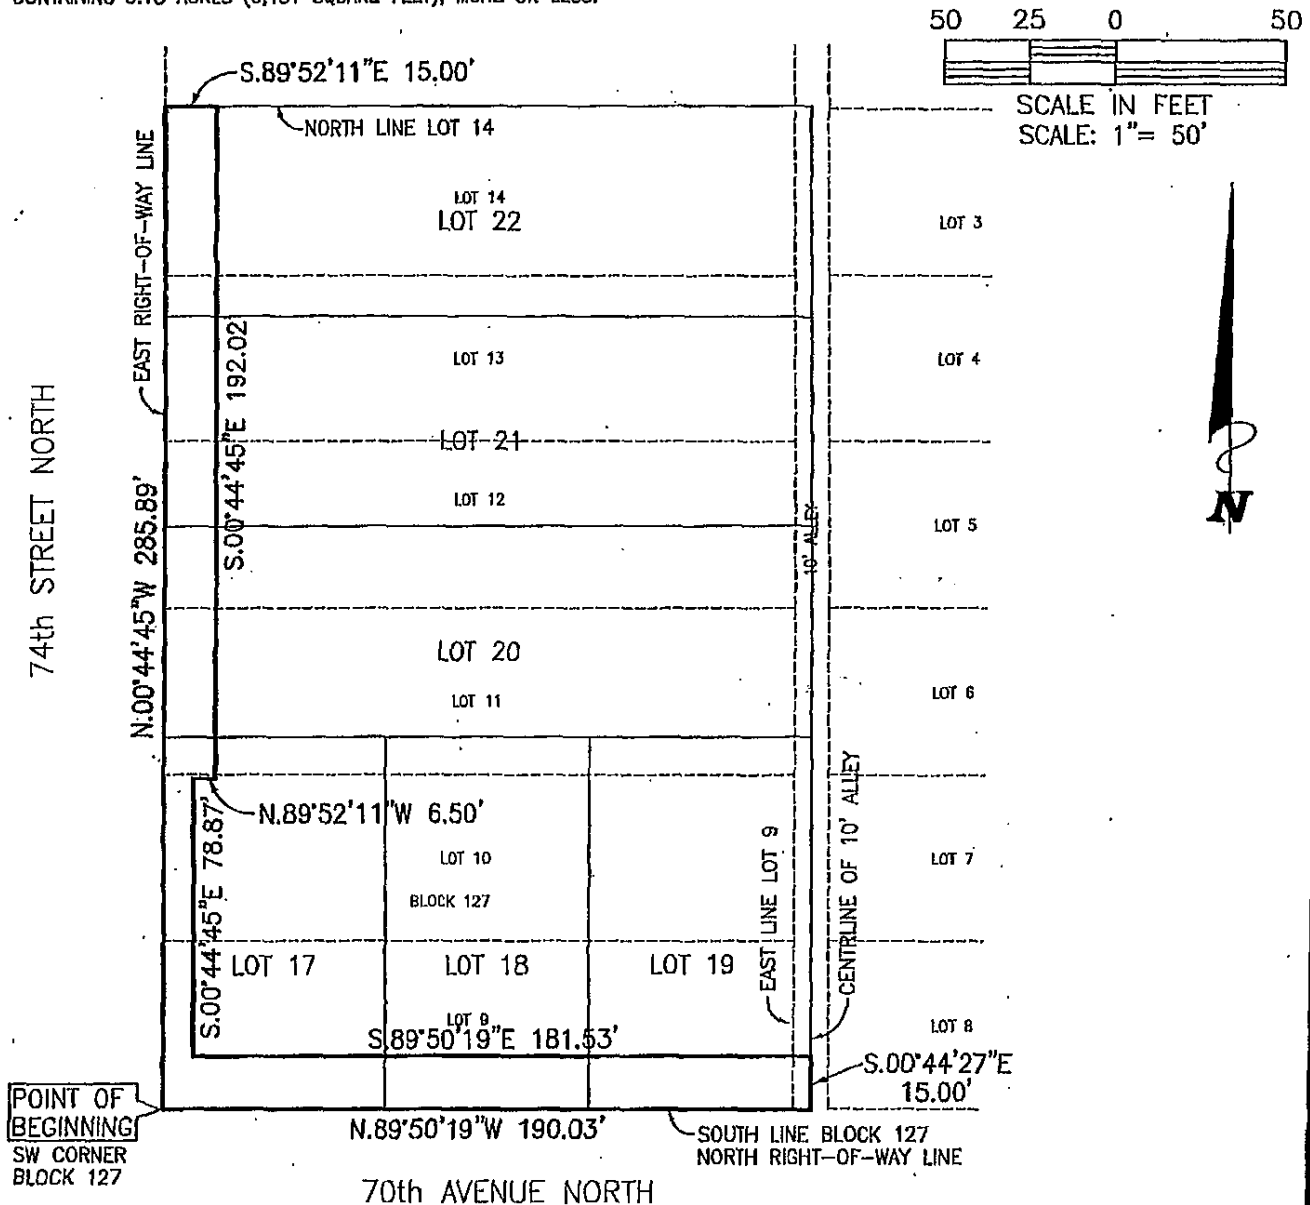 50 25 0 50
SCALE IN FEET
SCALE: 1"= 50'
S.89°52'11"E 15.00'
NORTH LINE LOT 14
EAST RIGHT-OF-WAY LINE
LOT 14
LOT 22
LOT 3
LOT 13
LOT 4
S.00°44'45"E 192.02'
LOT 21
LOT 12
LOT 5
10' ALLEY
74th STREET NORTH
N.00°44'45"W 285.89'
LOT 20
LOT 11
LOT 6
N
N.89°52'11"W 6.50'
S.00°44'45"E 78.87'
LOT 10
BLOCK 127
LOT 7
EAST LINE LOT 9
CENTRLINE OF 10' ALLEY
LOT 17
LOT 18
LOT 19
LOT 9
S.89°50'19"E 181.53'
LOT 8
S.00°44'27"E
15.00'
POINT OF
BEGINNING
SW CORNER
BLOCK 127
N.89°50'19"W 190.03'
SOUTH LINE BLOCK 127
NORTH RIGHT-OF-WAY LINE
70th AVENUE NORTH